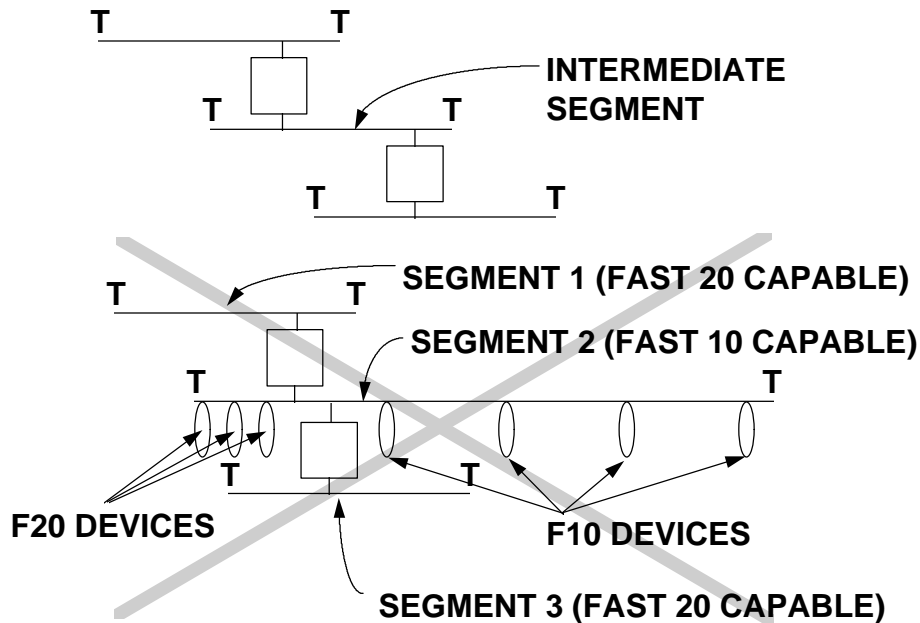 T T
INTERMEDIATE
SEGMENT
T T
T T
SEGMENT 1 (FAST 20 CAPABLE)
T T
SEGMENT 2 (FAST 10 CAPABLE)
T T
T T
F20 DEVICES
F10 DEVICES
SEGMENT 3 (FAST 20 CAPABLE)